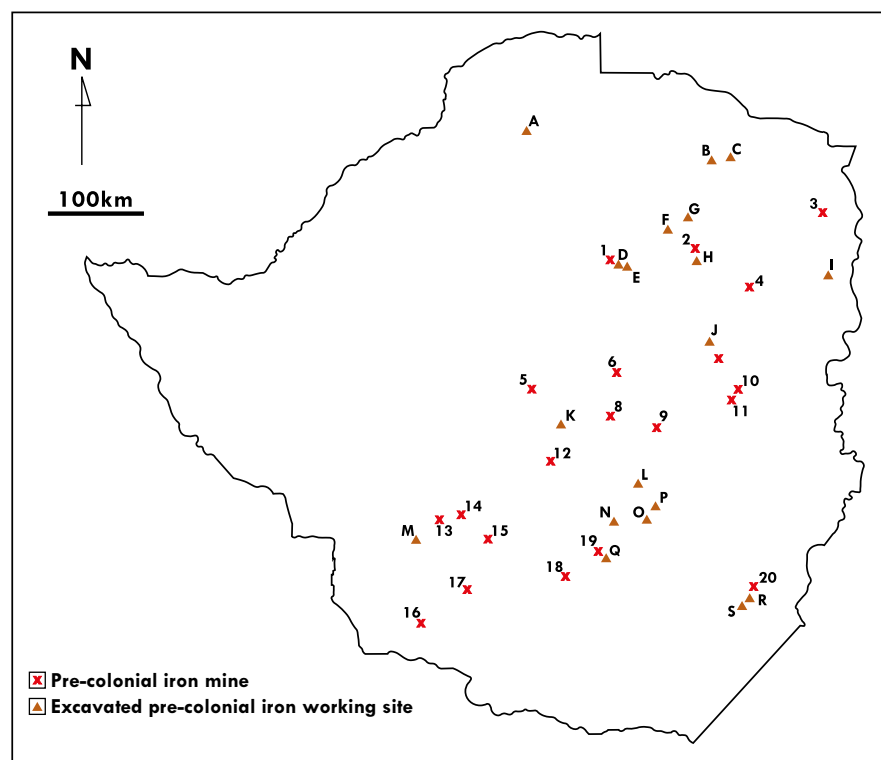 N
A
B
C
100km
3
G
F
2
1
D
E
H
I
4
J
6
5
10
11
8
9
K
12
L
P
14
13
N
O
M
15
19
Q
18
17
20
R
S
16
Pre-colonial iron mine
Excavated pre-colonial iron working site